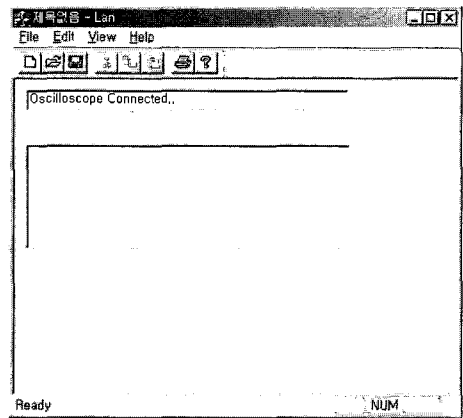 제목없음 - Lan
File Edit View Help
Oscilloscope Connected,,
Ready NUM